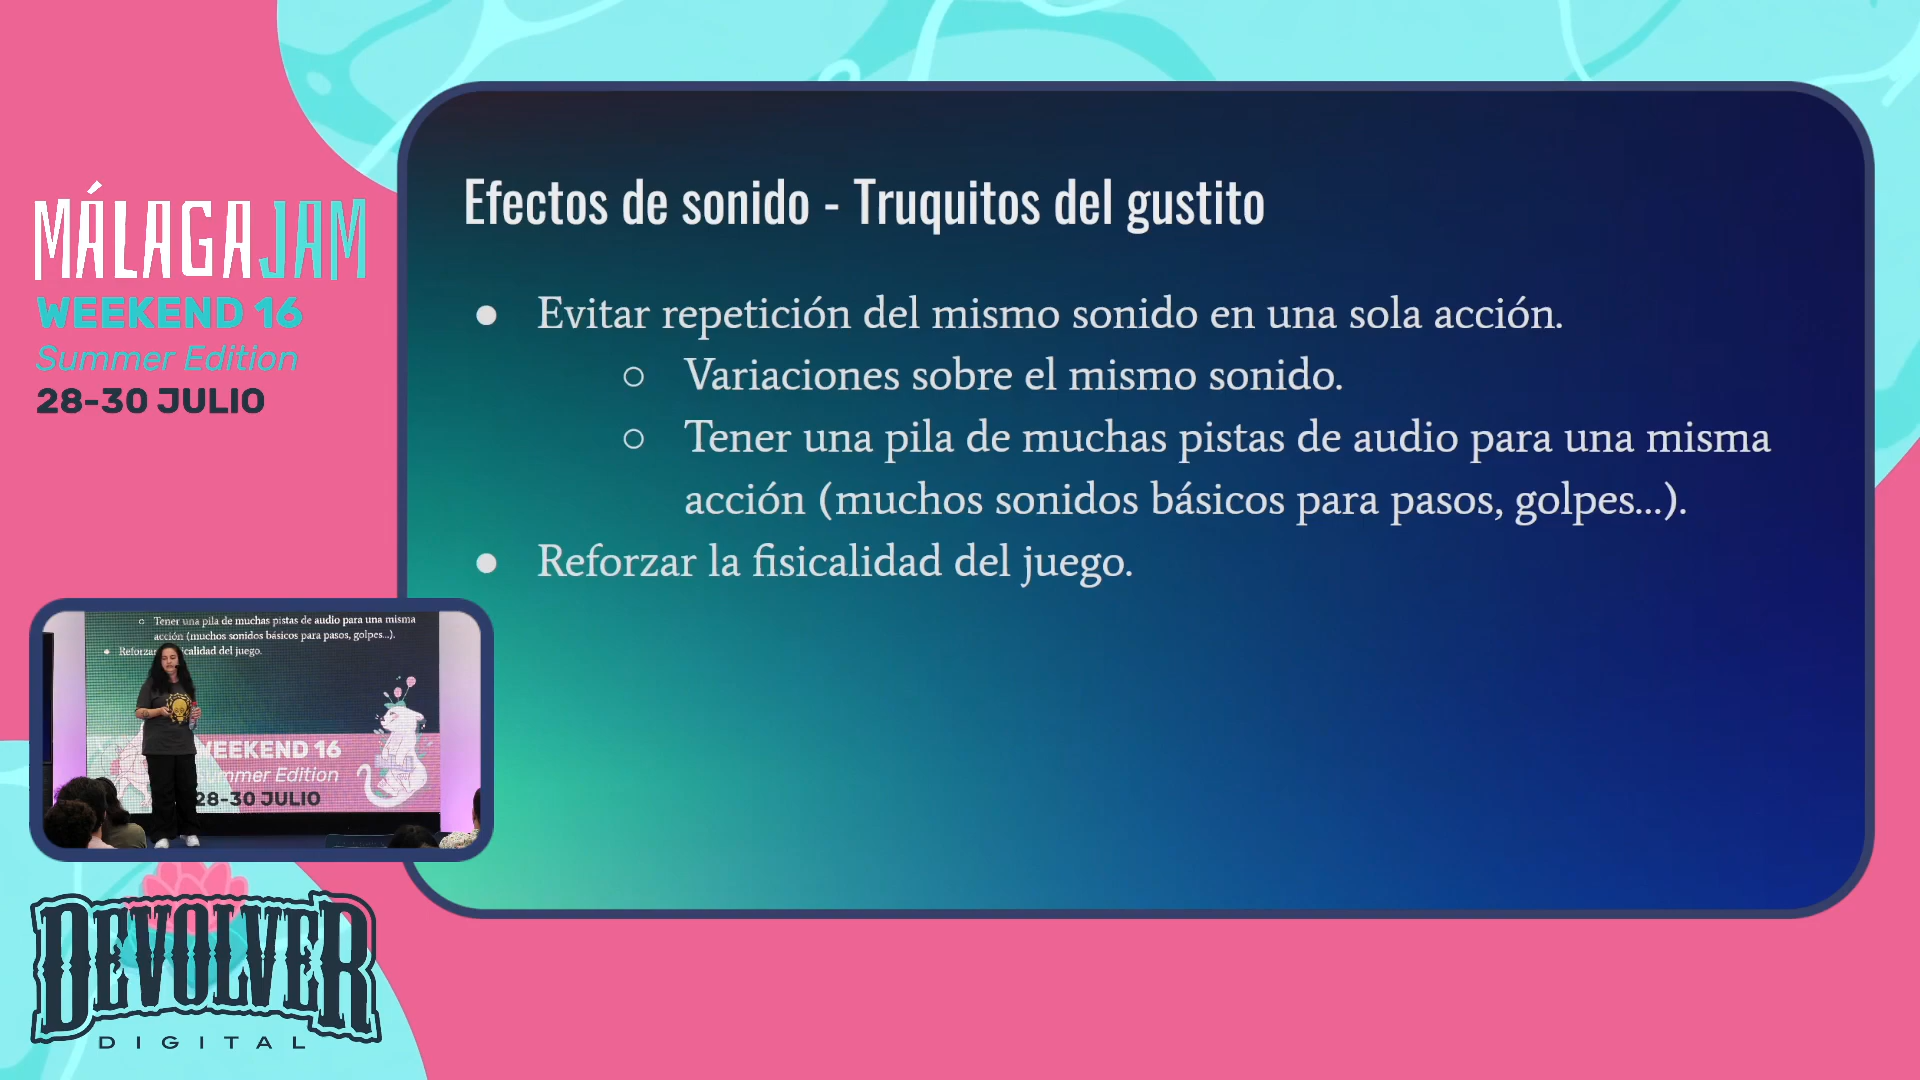 MÁLAGAJAM
WEEKEND 16
Summer Edition
28-30 JULIO
Efectos de sonido - Truquitos del gustito
● Evitar repetición del mismo sonido en una sola acción.
○ Variaciones sobre el mismo sonido.
○ Tener una pila de muchas pistas de audio para una misma
acción (muchos sonidos básicos para pasos, golpes...).
● Reforzar la fisicalidad del juego.
○ Tener una pila de muchas pistas de audio para una misma
acción (muchos sonidos básicos para pasos, golpes...).
● Reforzar calidad del juego.
WEEKEND 16
Summer Edition
28-30 JULIO
DEVOLVER
DIGITAL